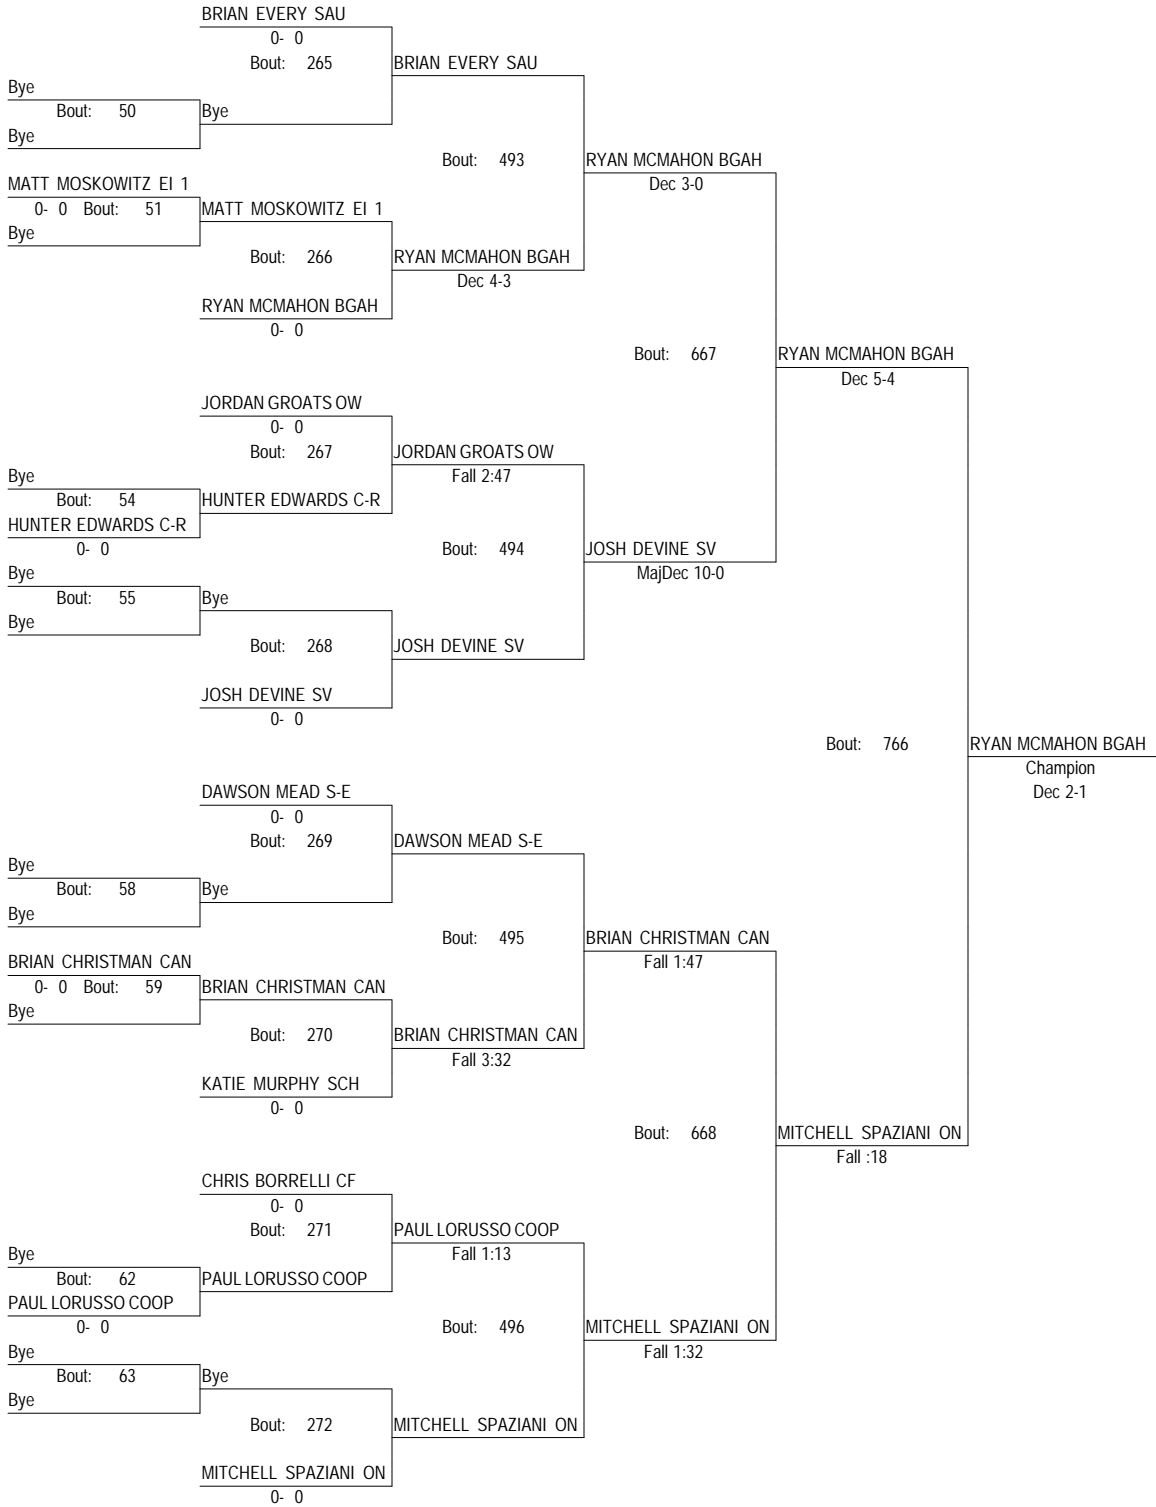 BRIAN EVERY SAU
0- 0
Bout: 265
BRIAN EVERY SAU
Bye
Bout: 50
Bye
Bye
Bout: 493
RYAN MCMAHON BGAH
Dec 3-0
MATT MOSKOWITZ EI 1
0- 0 Bout: 51
MATT MOSKOWITZ EI 1
Bye
Bout: 266
RYAN MCMAHON BGAH
Dec 4-3
RYAN MCMAHON BGAH
0- 0
Bout: 667
RYAN MCMAHON BGAH
Dec 5-4
JORDAN GROATS OW
0- 0
Bout: 267
JORDAN GROATS OW
Fall 2:47
Bye
Bout: 54
HUNTER EDWARDS C-R
HUNTER EDWARDS C-R
0- 0
Bout: 494
JOSH DEVINE SV
MajDec 10-0
Bye
Bout: 55
Bye
Bye
Bout: 268
JOSH DEVINE SV
JOSH DEVINE SV
0- 0
Bout: 766
RYAN MCMAHON BGAH
Champion
Dec 2-1
DAWSON MEAD S-E
0- 0
Bout: 269
DAWSON MEAD S-E
Bye
Bout: 58
Bye
Bye
Bout: 495
BRIAN CHRISTMAN CAN
Fall 1:47
BRIAN CHRISTMAN CAN
0- 0 Bout: 59
BRIAN CHRISTMAN CAN
Bye
Bout: 270
BRIAN CHRISTMAN CAN
Fall 3:32
KATIE MURPHY SCH
0- 0
Bout: 668
MITCHELL SPAZIANI ON
Fall :18
CHRIS BORRELLI CF
0- 0
Bout: 271
PAUL LORUSSO COOP
Fall 1:13
Bye
Bout: 62
PAUL LORUSSO COOP
PAUL LORUSSO COOP
0- 0
Bout: 496
MITCHELL SPAZIANI ON
Fall 1:32
Bye
Bout: 63
Bye
Bye
Bout: 272
MITCHELL SPAZIANI ON
MITCHELL SPAZIANI ON
0- 0